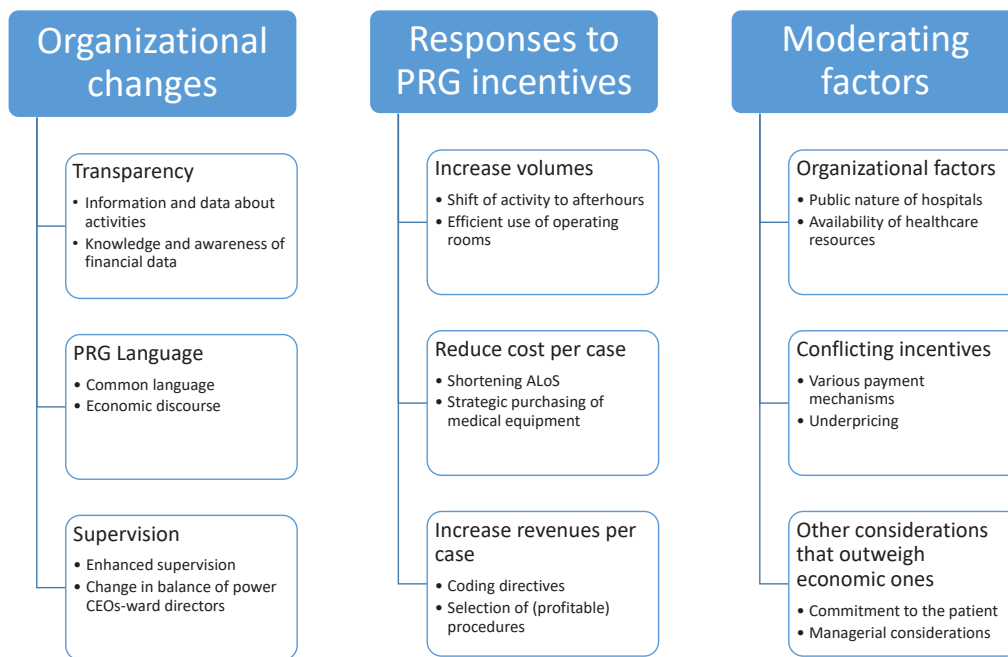 Organizational
changes
Transparency
• Information and data about
activities
• Knowledge and awareness of
financial data
PRG Language
• Common language
• Economic discourse
Supervision
• Enhanced supervision
• Change in balance of power
CEOs-ward directors
Responses to
PRG incentives
Increase volumes
• Shift of activity to afterhours
• Efficient use of operating
rooms
Reduce cost per case
• Shortening ALoS
• Strategic purchasing of
medical equipment
Increase revenues per
case
• Coding directives
• Selection of (profitable)
procedures
Moderating
factors
Organizational factors
• Public nature of hospitals
• Availability of healthcare
resources
Conflicting incentives
• Various payment
mechanisms
• Underpricing
Other considerations
that outweigh
economic ones
• Commitment to the patient
• Managerial considerations